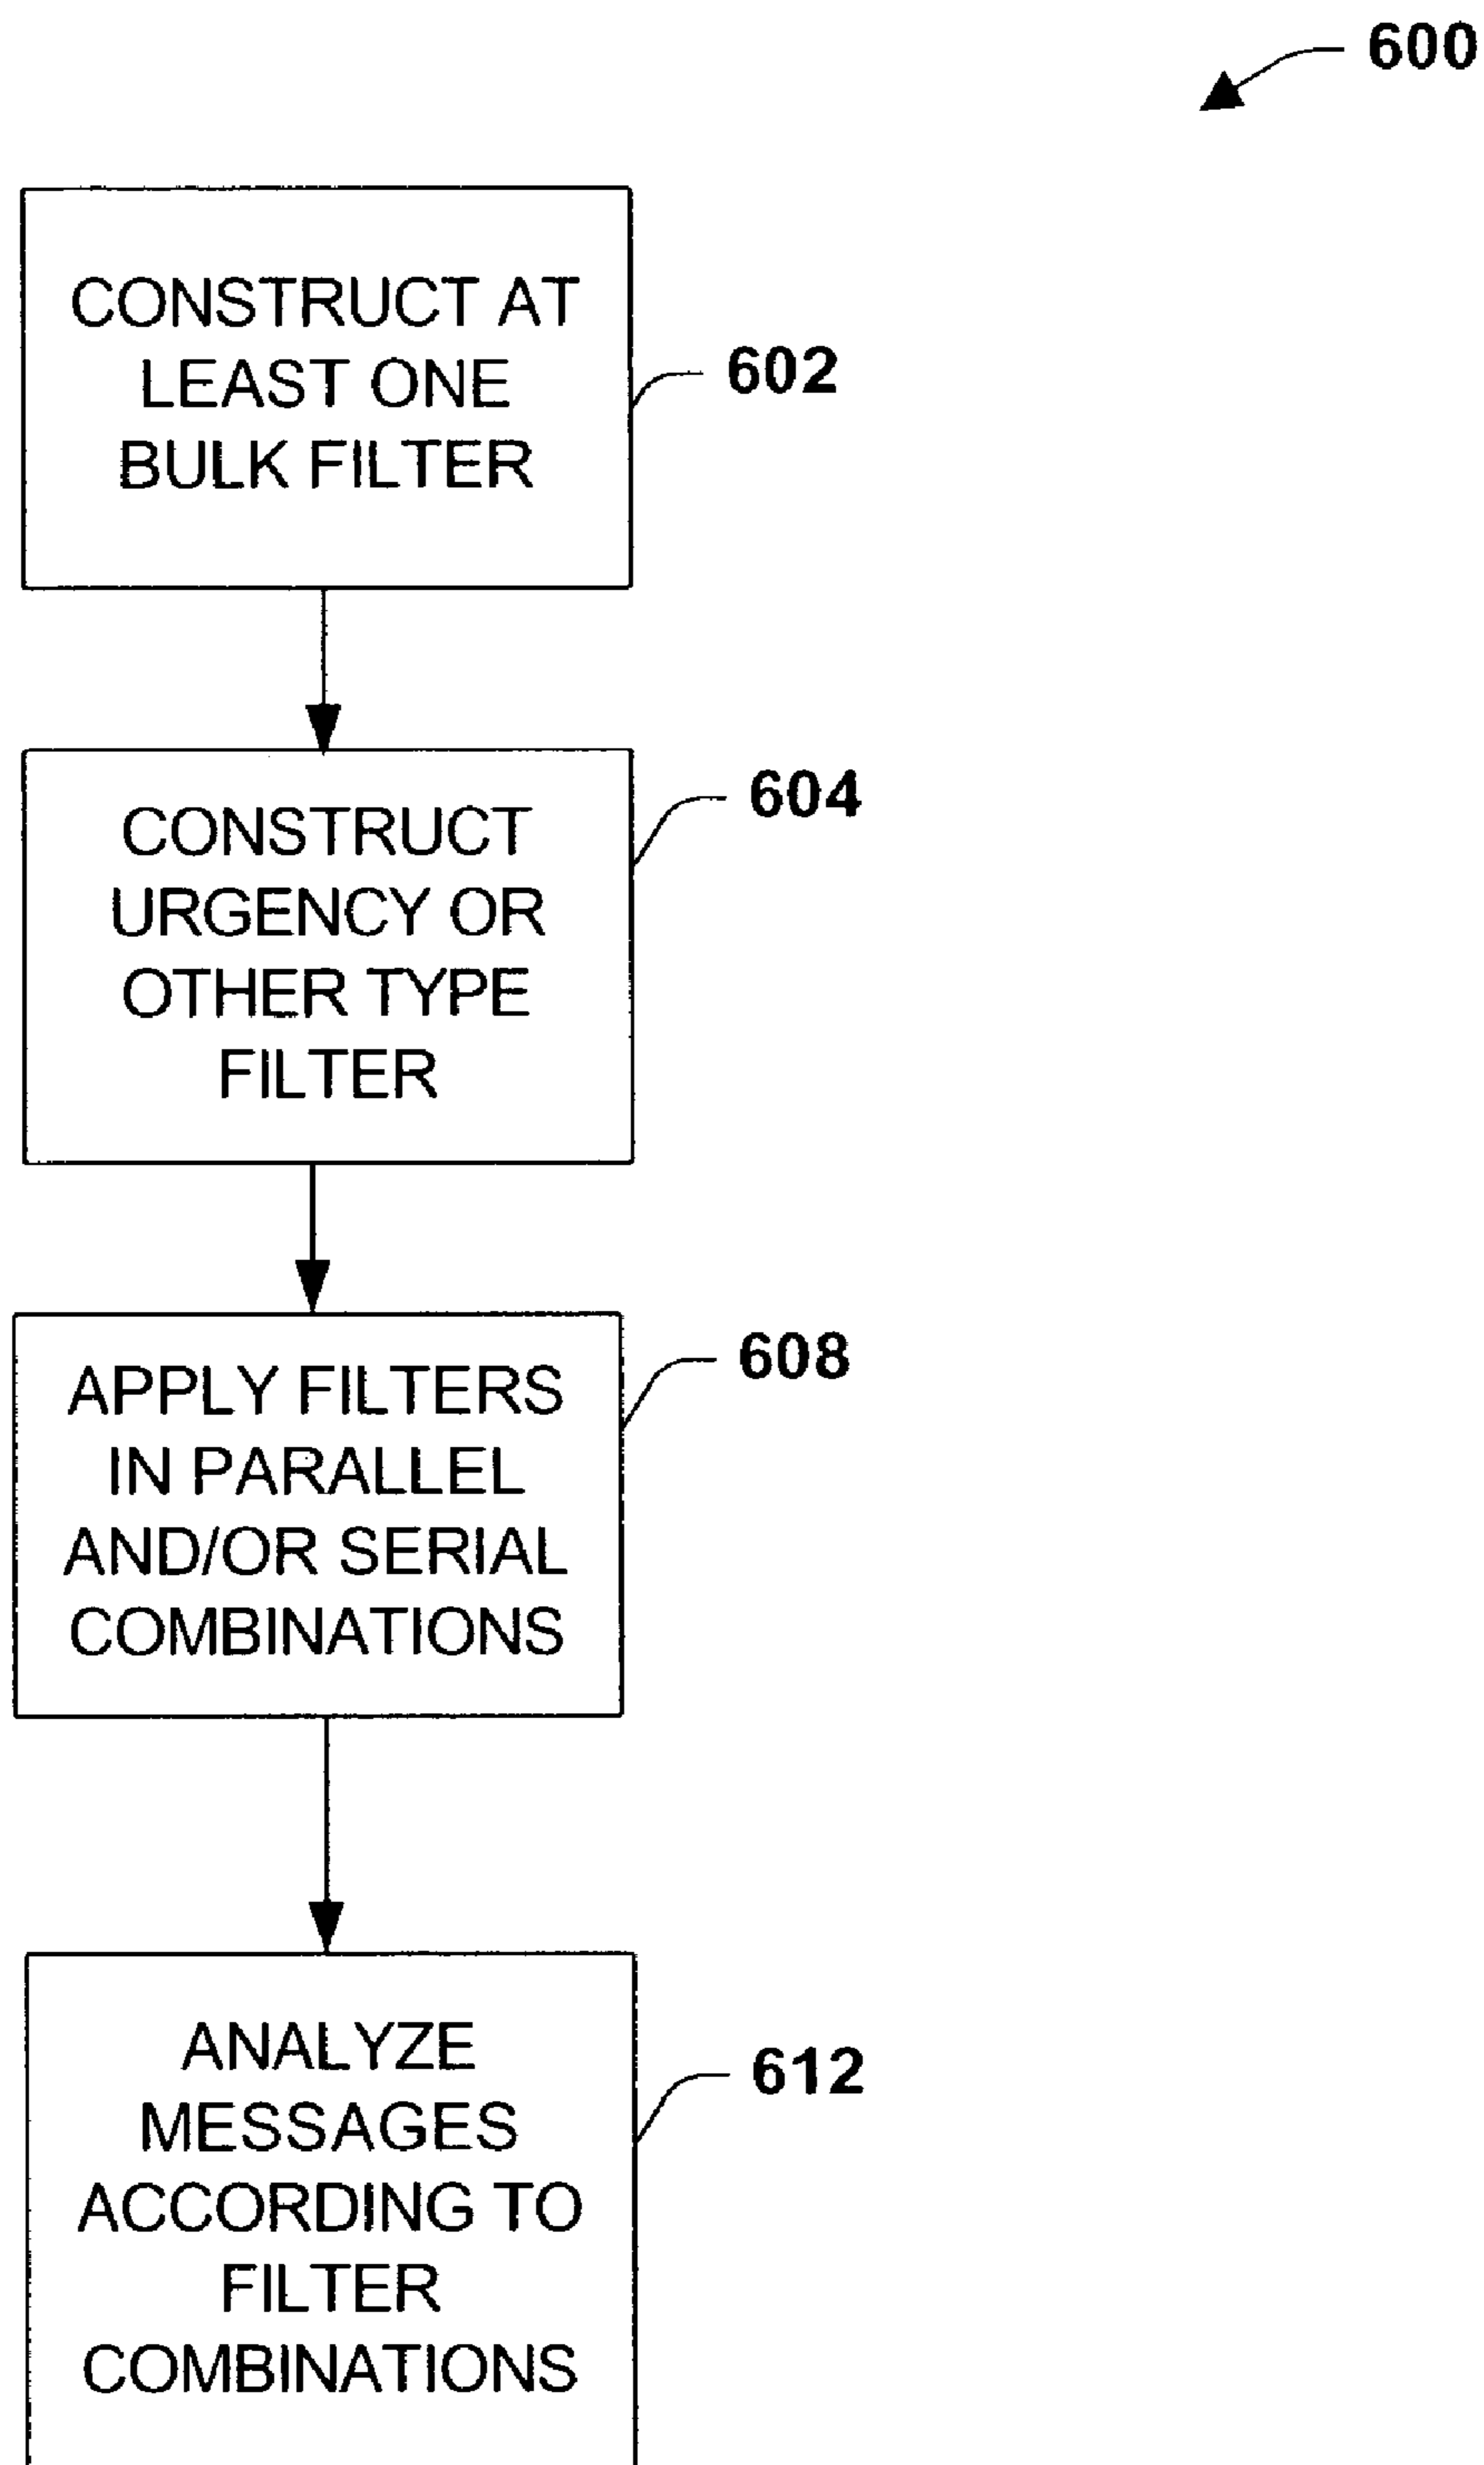 600
CONSTRUCT AT
LEAST ONE
BULK FILTER
602
CONSTRUCT
URGENCY OR
OTHER TYPE
FILTER
604
APPLY FILTERS
IN PARALLEL
AND/OR SERIAL
COMBINATIONS
608
ANALYZE
MESSAGES
ACCORDING TO
FILTER
COMBINATIONS
612